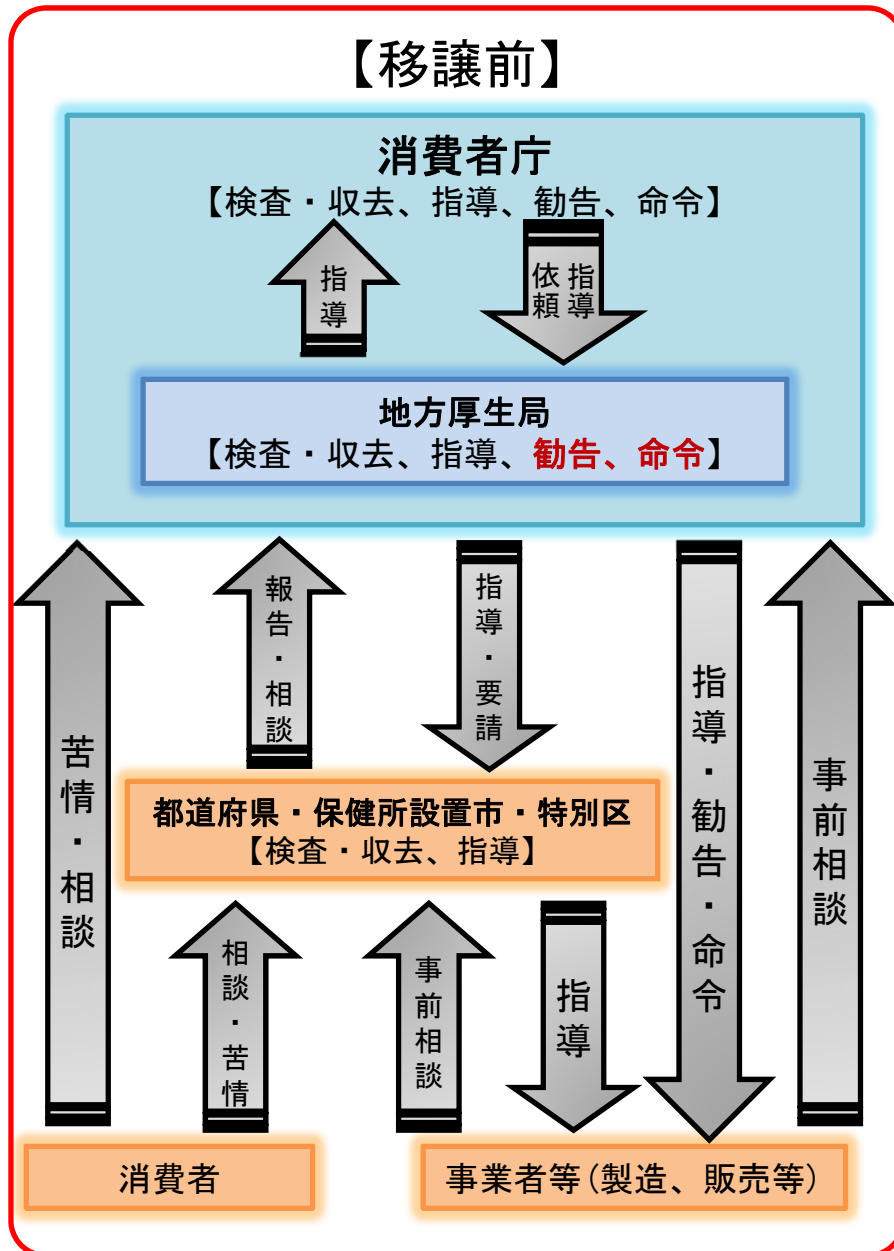 【移譲前】
消費者庁
【検査・収去、指導、勧告、命令】
指導
指導
依頼
地方厚生局
【検査・収去、指導、勧告、命令】
苦情・相談
報告・相談
指導・要請
指導・勧告・命令
事前相談
都道府県・保健所設置市・特別区
【検査・収去、指導】
相談・苦情
事前相談
指導
消費者
事業者等(製造、販売等)